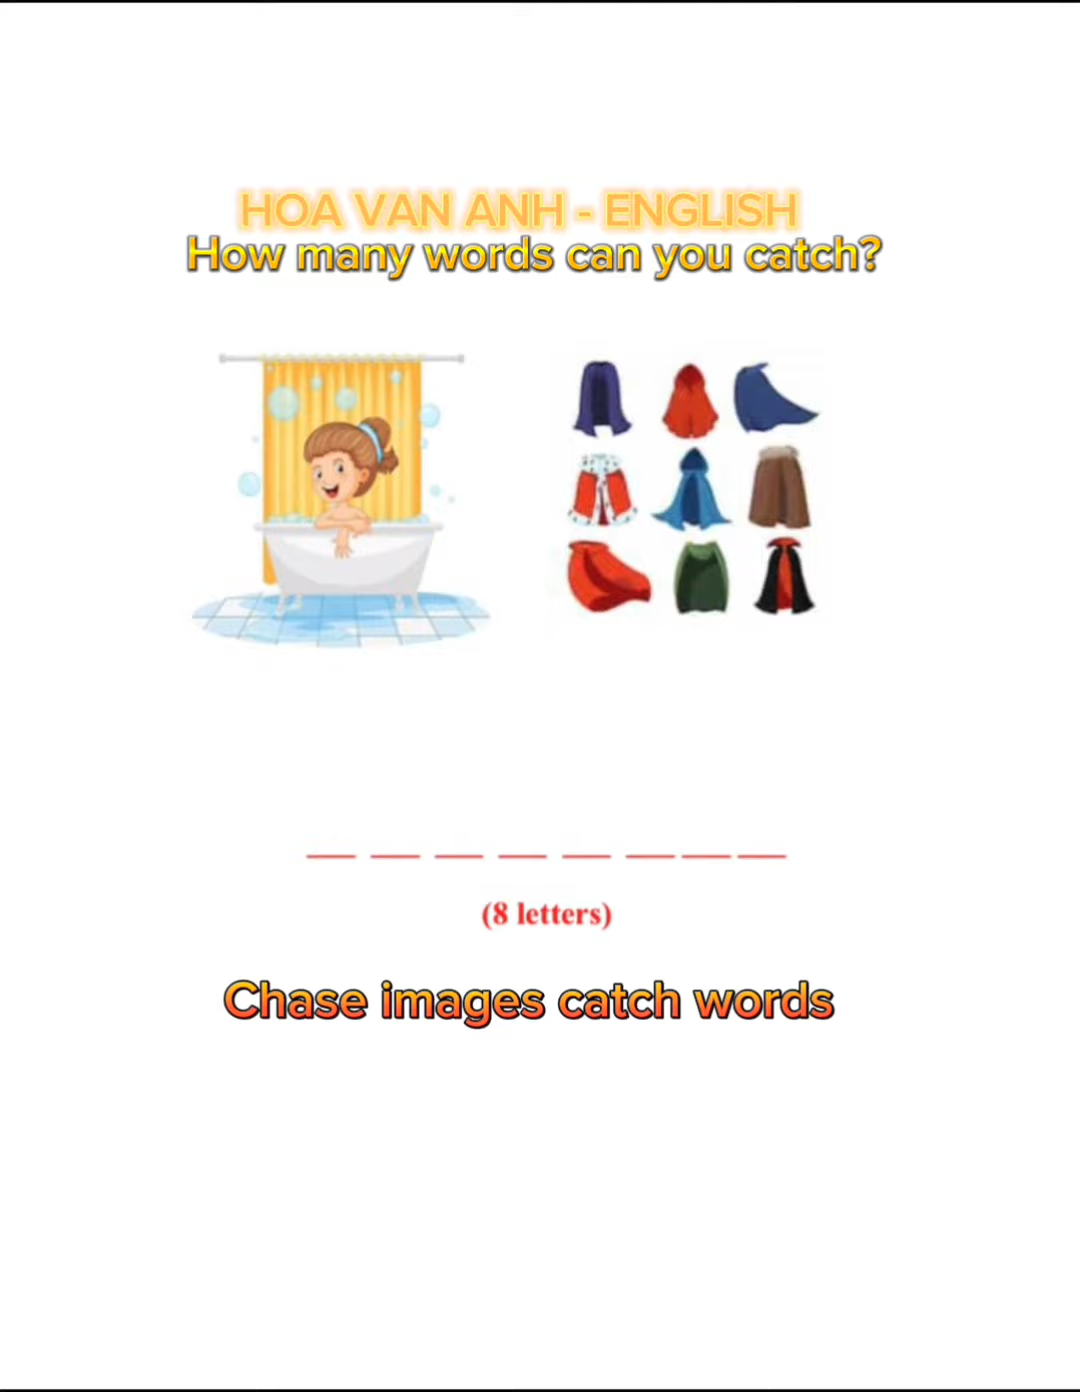 HOA VAN ANH - ENGLISH
How many words can you catch?
(8 letters)
Chase images catch words